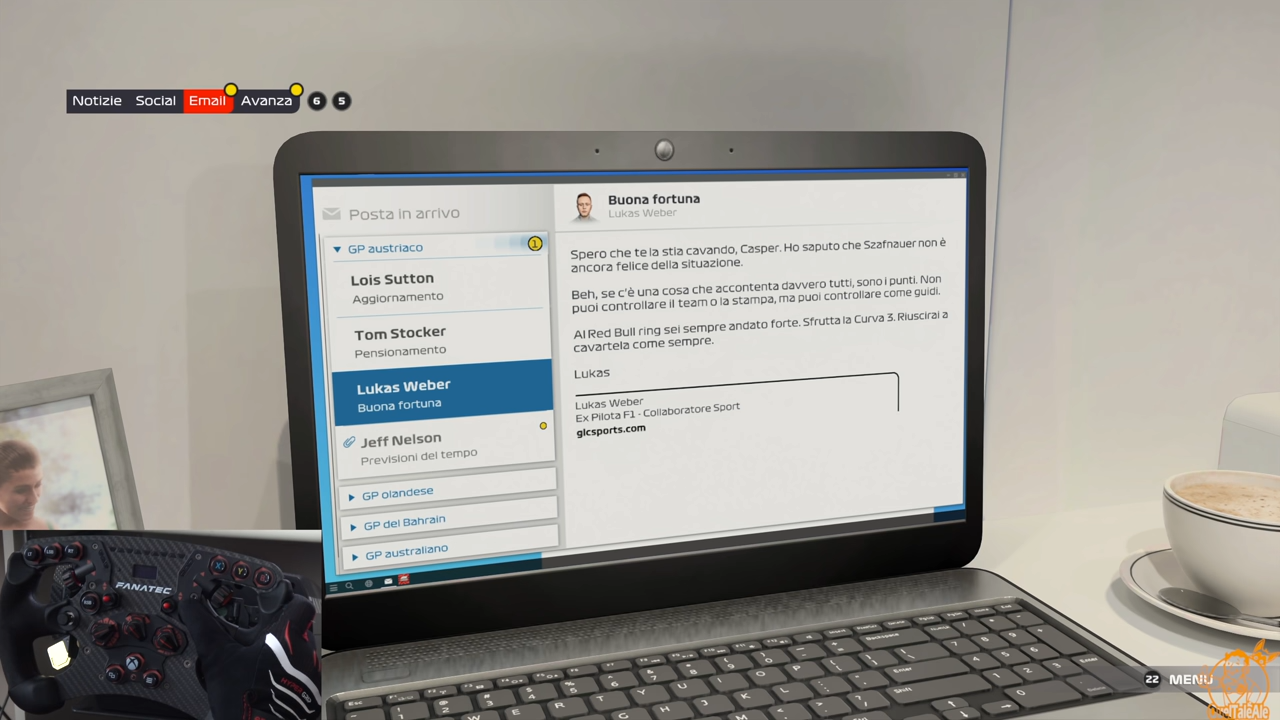 Notizie Social Email Avanza 6 5
Posta in arrivo
GP austriaco 1
Lois Sutton
Aggiornamento
Tom Stocker
Pensionamento
Lukas Weber
Buona fortuna
Jeff Nelson
Previsioni del tempo
GP olandese
GP del Bahrain
GP australiano
Buona fortuna
Lukas Weber
Spero che te la stia cavando, Casper. Ho saputo che Szafnauer non è
ancora felice della situazione.
Beh, se c'è una cosa che accontenta davvero tutti, sono i punti. Non
puoi controllare il team o la stampa, ma puoi controllare come guidi.
Al Red Bull ring sei sempre andato forte. Sfrutta la Curva 3. Riuscirai a
cavartela come sempre.
Lukas
Lukas Weber
Ex Pilota F1 - Collaboratore Sport
glcsports.com
FANATEC
22 MENU